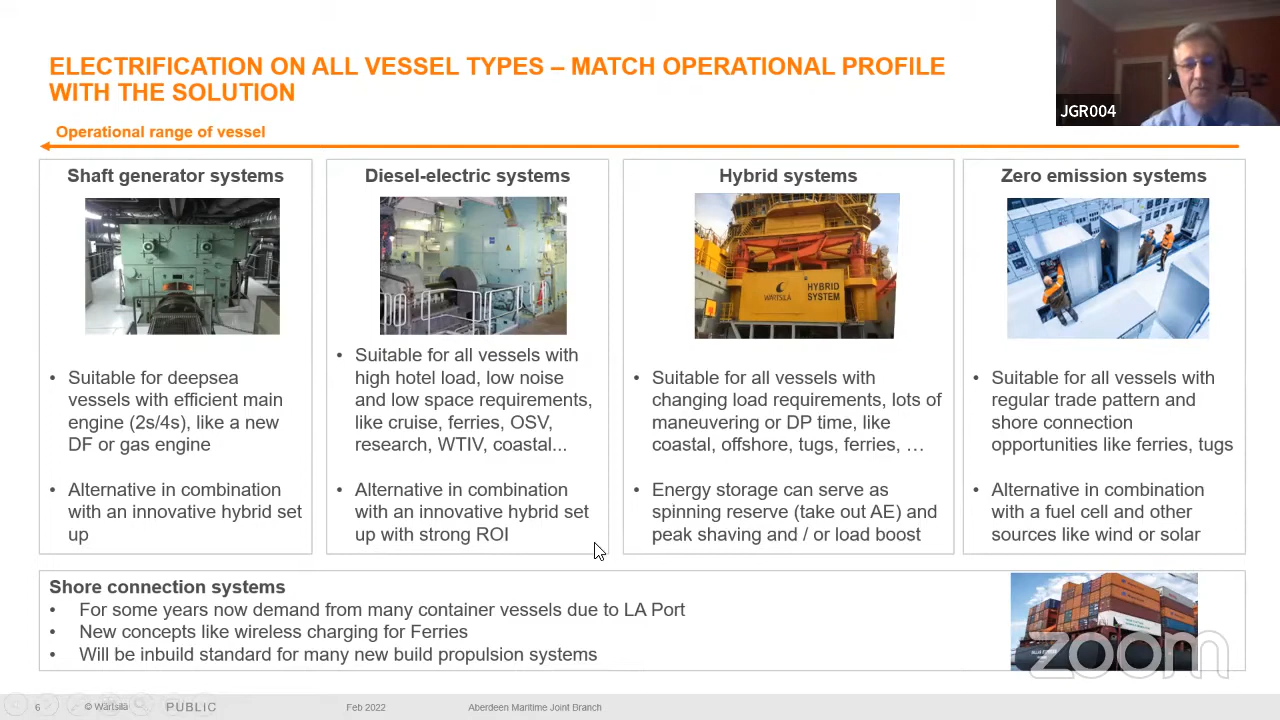 ELECTRIFICATION ON ALL VESSEL TYPES – MATCH OPERATIONAL PROFILE
WITH THE SOLUTION
JGR004
Operational range of vessel
Shaft generator systems
• Suitable for deepsea
vessels with efficient main
engine (2s/4s), like a new
DF or gas engine
• Alternative in combination
with an innovative hybrid set
up
Diesel-electric systems
• Suitable for all vessels with
high hotel load, low noise
and low space requirements,
like cruise, ferries, OSV,
research, WTIV, coastal...
• Alternative in combination
with an innovative hybrid set
up with strong ROI
Hybrid systems
WÄRTSILÄ
HYBRID
SYSTEM
• Suitable for all vessels with
changing load requirements, lots of
maneuvering or DP time, like
coastal, offshore, tugs, ferries, …
• Energy storage can serve as
spinning reserve (take out AE) and
peak shaving and / or load boost
Zero emission systems
• Suitable for all vessels with
regular trade pattern and
shore connection
opportunities like ferries, tugs
• Alternative in combination
with a fuel cell and other
sources like wind or solar
Shore connection systems
• For some years now demand from many container vessels due to LA Port
• New concepts like wireless charging for Ferries
• Will be inbuild standard for many new build propulsion systems
zoom
6 © Wärtsilä PUBLIC Feb 2022 Aberdeen Maritime Joint Branch